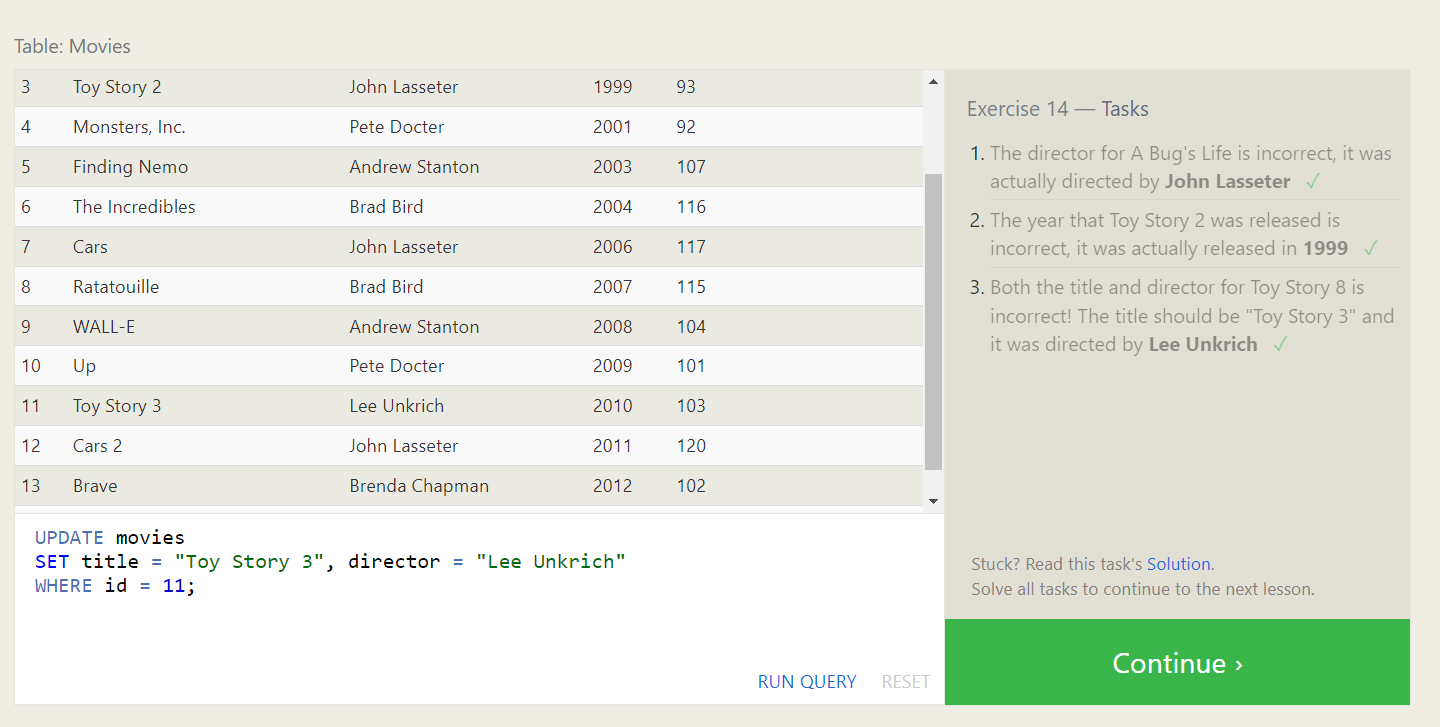 Table: Movies
3 Toy Story 2 John Lasseter 1999 93
4 Monsters, Inc. Pete Docter 2001 92
5 Finding Nemo Andrew Stanton 2003 107
6 The Incredibles Brad Bird 2004 116
7 Cars John Lasseter 2006 117
8 Ratatouille Brad Bird 2007 115
9 WALL-E Andrew Stanton 2008 104
10 Up Pete Docter 2009 101
11 Toy Story 3 Lee Unkrich 2010 103
12 Cars 2 John Lasseter 2011 120
13 Brave Brenda Chapman 2012 102
UPDATE movies
SET title = "Toy Story 3", director = "Lee Unkrich"
WHERE id = 11;
RUN QUERY RESET
Exercise 14 — Tasks
1. The director for A Bug's Life is incorrect, it was
actually directed by John Lasseter ✓
2. The year that Toy Story 2 was released is
incorrect, it was actually released in 1999 ✓
3. Both the title and director for Toy Story 8 is
incorrect! The title should be "Toy Story 3" and
it was directed by Lee Unkrich ✓
Stuck? Read this task's Solution.
Solve all tasks to continue to the next lesson.
Continue ›